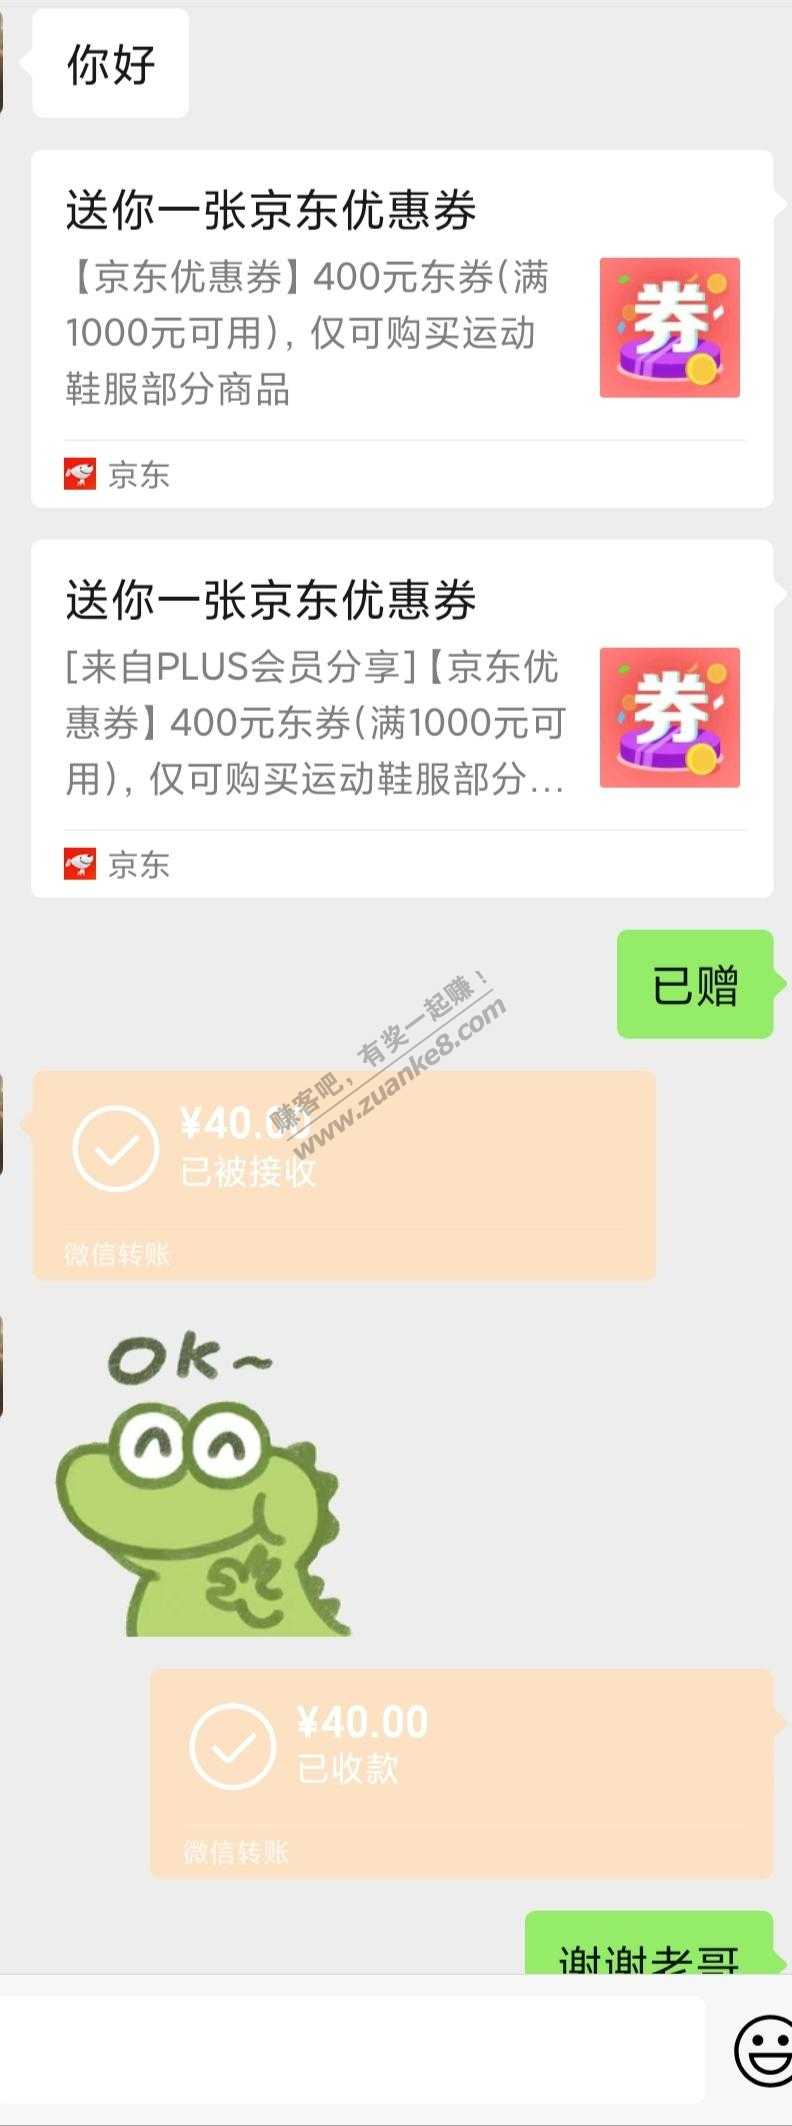 你好
送你一张京东优惠券
【京东优惠券】400元东券(满
1000元可用)，仅可购买运动
鞋服部分商品
券
京东
送你一张京东优惠券
[来自PLUS会员分享]【京东优
惠券】400元东券(满1000元可
用)，仅可购买运动鞋服部分...
券
京东
已赠
赚客吧，有奖一起赚！
www.zuanke8.com
¥40.00
已被接收
微信转账
OK~
¥40.00
已收款
微信转账
谢谢老哥